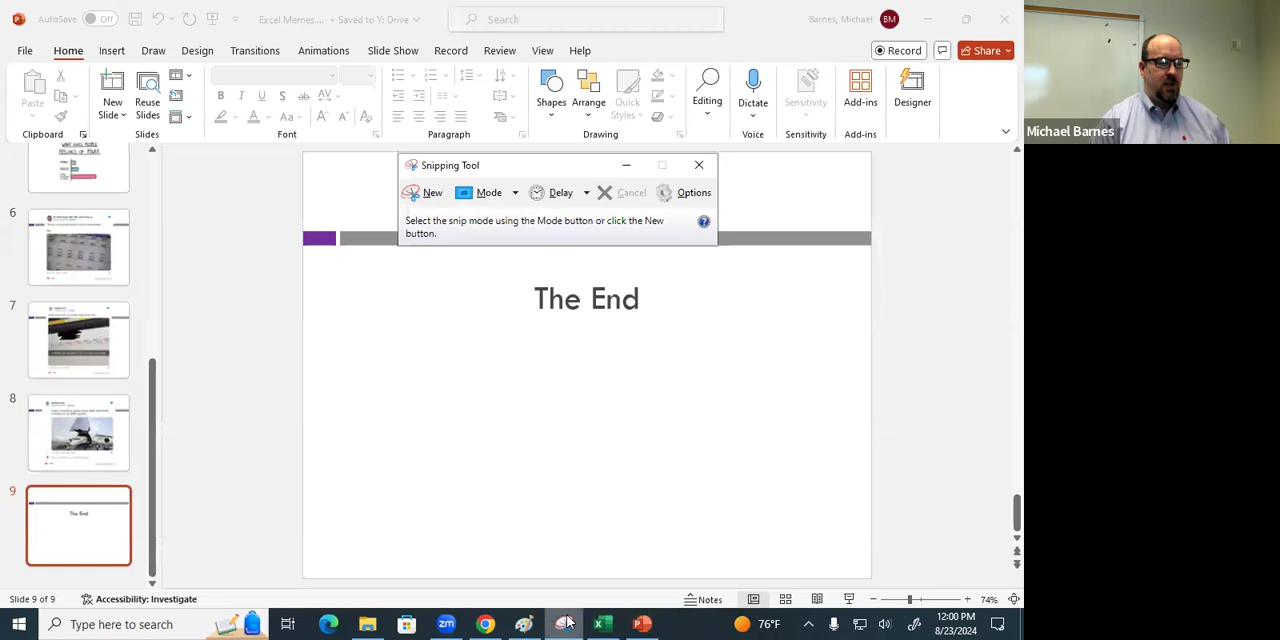 AutoSave Off Excel Memes.... • Saved to Y: Drive Search Barnes, Michael BM
File Home Insert Draw Design Transitions Animations Slide Show Record Review View Help Record Share
Paste New Slide Reuse Slides Shapes Arrange Quick Styles Editing Dictate Sensitivity Add-ins Designer
Clipboard Slides Font Paragraph Drawing Voice Sensitivity Add-ins
Michael Barnes
Snipping Tool
New Mode Delay Cancel Options
Select the snip mode using the Mode button or click the New
button.
The End
6
7
8
9
The End
Slide 9 of 9 Accessibility: Investigate Notes 74%
Type here to search zm 76°F 12:00 PM
8/23/2024